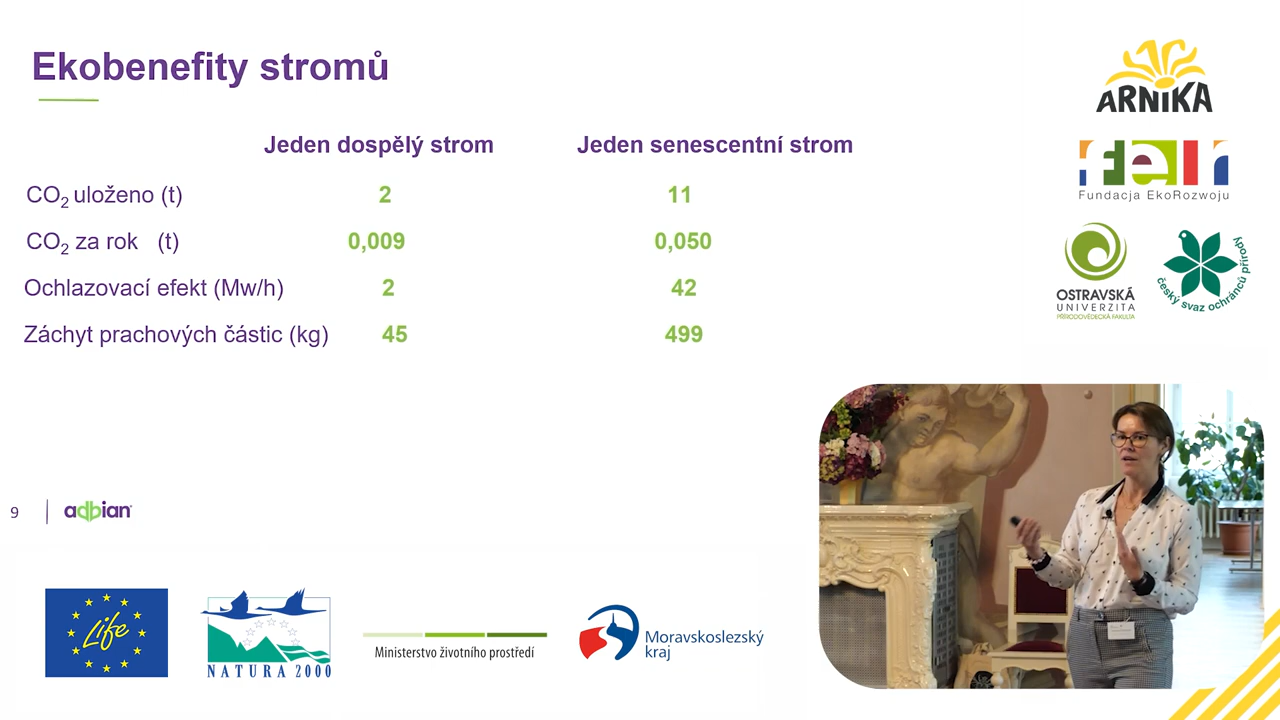 Ekobenefity stromů
Jeden dospělý strom Jeden senescentní strom
CO2 uloženo (t) 2 11
CO2 za rok (t) 0,009 0,050
Ochlazovací efekt (Mw/h) 2 42
Záchyt prachových částic (kg) 45 499
9 adbian
ARNIKA
feR
Fundacja EkoRozwoju
OSTRAVSKÁ
UNIVERZITA
PŘÍRODOVĚDECKÁ FAKULTA
český svaz ochránců přírody
Life
NATURA 2000
Ministerstvo životního prostředí
Moravskoslezský
kraj